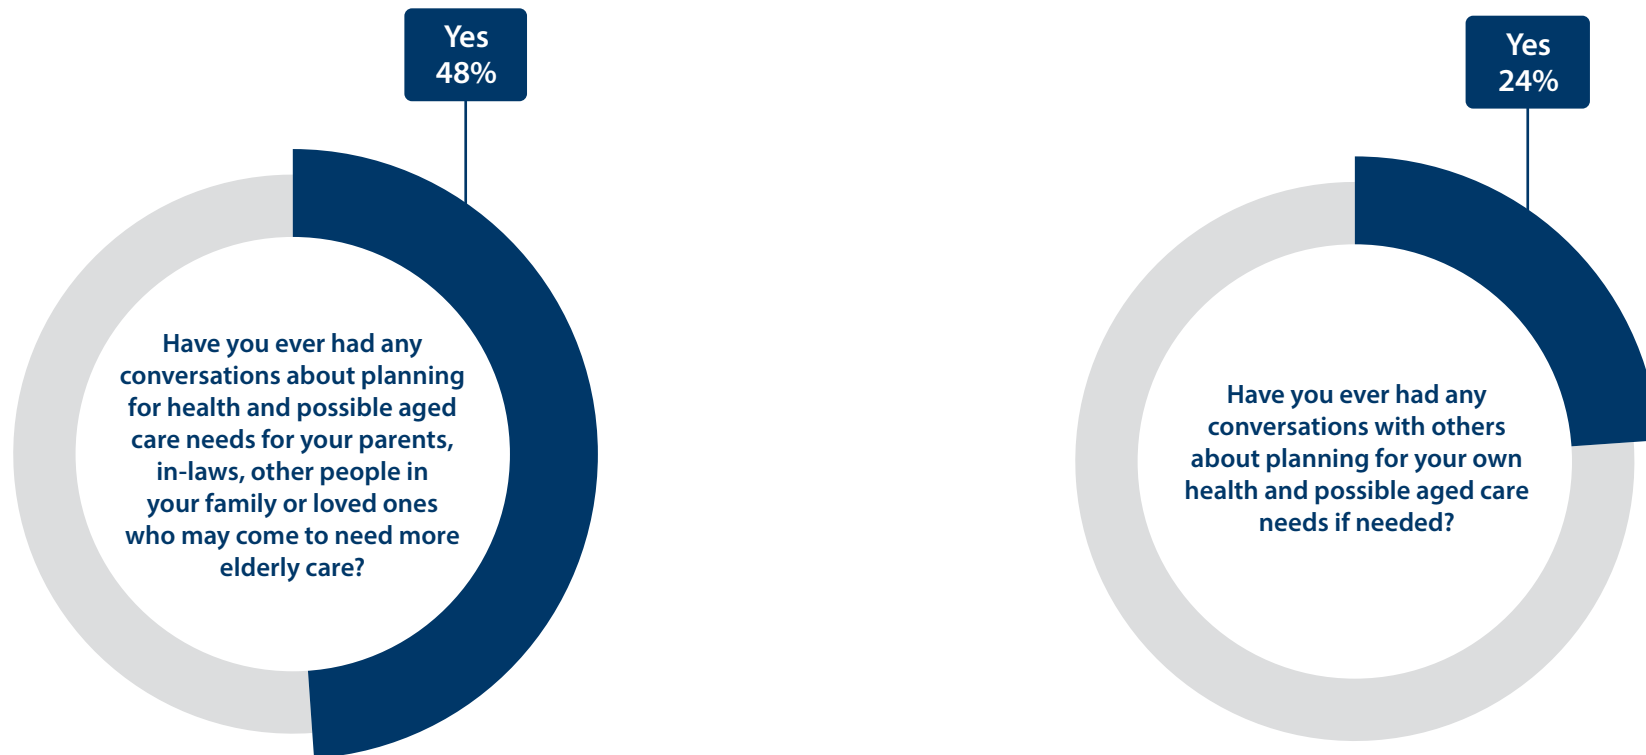 Yes
48%
Have you ever had any
conversations about planning
for health and possible aged
care needs for your parents,
in-laws, other people in
your family or loved ones
who may come to need more
elderly care?
Yes
24%
Have you ever had any
conversations with others
about planning for your own
health and possible aged care
needs if needed?